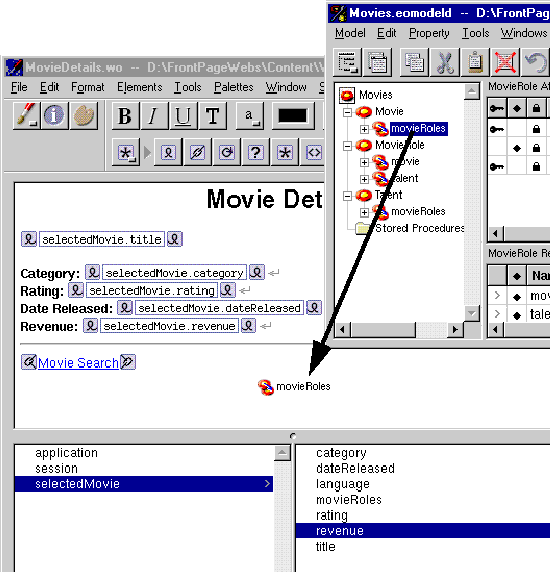 Movies.eomodeld -- D:\FrontPage
Model Edit Property Tools Windows
MovieDetails.wo -- D:\FrontPageWebs\Content\
File Edit Format Elements Tools Palettes Window
B I U T a
Movies
Movie
movieRoles
MovieRole
movie
talent
Talent
movieRoles
Stored Procedures
MovieRole
MovieRole Re
Nam
mov
tale
Movie Det
selectedMovie.title
Category: selectedMovie.category
Rating: selectedMovie.rating
Date Released: selectedMovie.dateReleased
Revenue: selectedMovie.revenue
Movie Search
movieRoles
application
session
selectedMovie >
category
dateReleased
language
movieRoles
rating
revenue
title